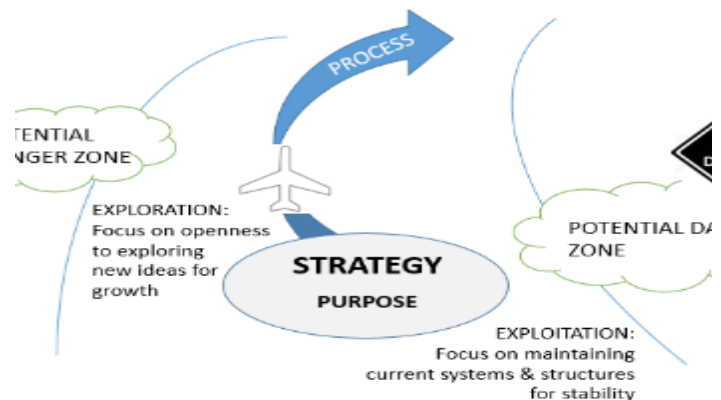 PROCESS
TENTIAL
NGER ZONE
EXPLORATION:
Focus on openness
to exploring
new ideas for
growth
STRATEGY
PURPOSE
POTENTIAL DA
ZONE
D
EXPLOITATION:
Focus on maintaining
current systems & structures
for stability